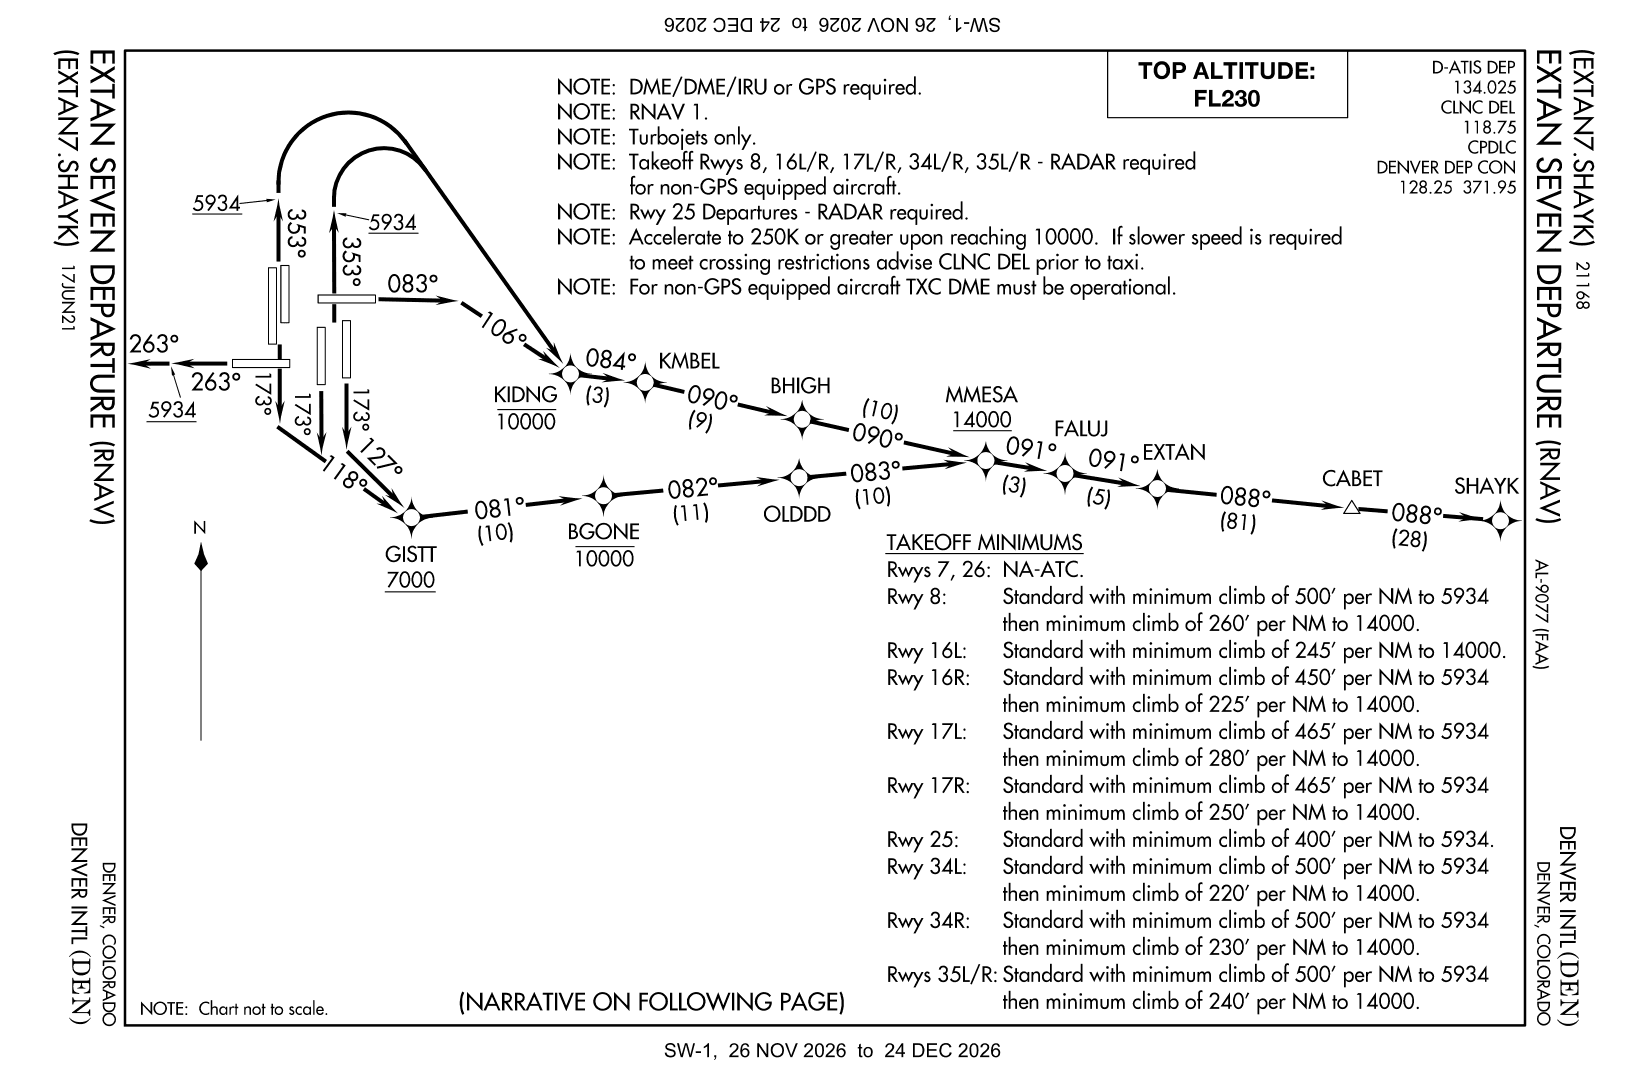 SW-1, 26 NOV 2026 to 24 DEC 2026
(EXTAN7.SHAYK) 17JUN21
EXTAN SEVEN DEPARTURE (RNAV)
DENVER INTL (DEN)
DENVER, COLORADO
(EXTAN7.SHAYK) 21168
EXTAN SEVEN DEPARTURE (RNAV)
AL-9077 (FAA)
DENVER INTL (DEN)
DENVER, COLORADO
TOP ALTITUDE:
FL230
D-ATIS DEP
134.025
CLNC DEL
118.75
CPDLC
DENVER DEP CON
128.25 371.95
NOTE: DME/DME/IRU or GPS required.
NOTE: RNAV 1.
NOTE: Turbojets only.
NOTE: Takeoff Rwys 8, 16L/R, 17L/R, 34L/R, 35L/R - RADAR required
for non-GPS equipped aircraft.
NOTE: Rwy 25 Departures - RADAR required.
NOTE: Accelerate to 250K or greater upon reaching 10000. If slower speed is required
to meet crossing restrictions advise CLNC DEL prior to taxi.
NOTE: For non-GPS equipped aircraft TXC DME must be operational.
5934
353°
5934
353°
083°
106°
263°
263°
5934
173°
173°
173°
127°
118°
KIDNG
10000
084°
(3)
KMBEL
090°
(9)
BHIGH
(10)
090°
MMESA
14000
091°
(3)
FALUJ
091°
(5)
EXTAN
088°
(81)
CABET
088°
(28)
SHAYK
GISTT
7000
081°
(10)
BGONE
10000
082°
(11)
OLDDD
083°
(10)
N
TAKEOFF MINIMUMS
Rwys 7, 26: NA-ATC.
Rwy 8: Standard with minimum climb of 500' per NM to 5934
then minimum climb of 260' per NM to 14000.
Rwy 16L: Standard with minimum climb of 245' per NM to 14000.
Rwy 16R: Standard with minimum climb of 450' per NM to 5934
then minimum climb of 225' per NM to 14000.
Rwy 17L: Standard with minimum climb of 465' per NM to 5934
then minimum climb of 280' per NM to 14000.
Rwy 17R: Standard with minimum climb of 465' per NM to 5934
then minimum climb of 250' per NM to 14000.
Rwy 25: Standard with minimum climb of 400' per NM to 5934.
Rwy 34L: Standard with minimum climb of 500' per NM to 5934
then minimum climb of 220' per NM to 14000.
Rwy 34R: Standard with minimum climb of 500' per NM to 5934
then minimum climb of 230' per NM to 14000.
Rwys 35L/R: Standard with minimum climb of 500' per NM to 5934
then minimum climb of 240' per NM to 14000.
NOTE: Chart not to scale.
(NARRATIVE ON FOLLOWING PAGE)
SW-1, 26 NOV 2026 to 24 DEC 2026